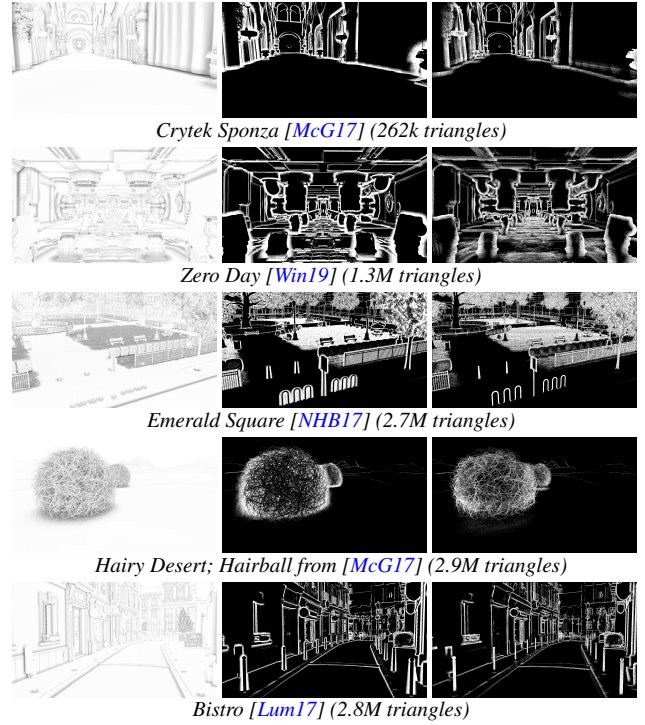 Crytek Sponza [McG17] (262k triangles)
Zero Day [Win19] (1.3M triangles)
Emerald Square [NHB17] (2.7M triangles)
Hairy Desert; Hairball from [McG17] (2.9M triangles)
Bistro [Lum17] (2.8M triangles)